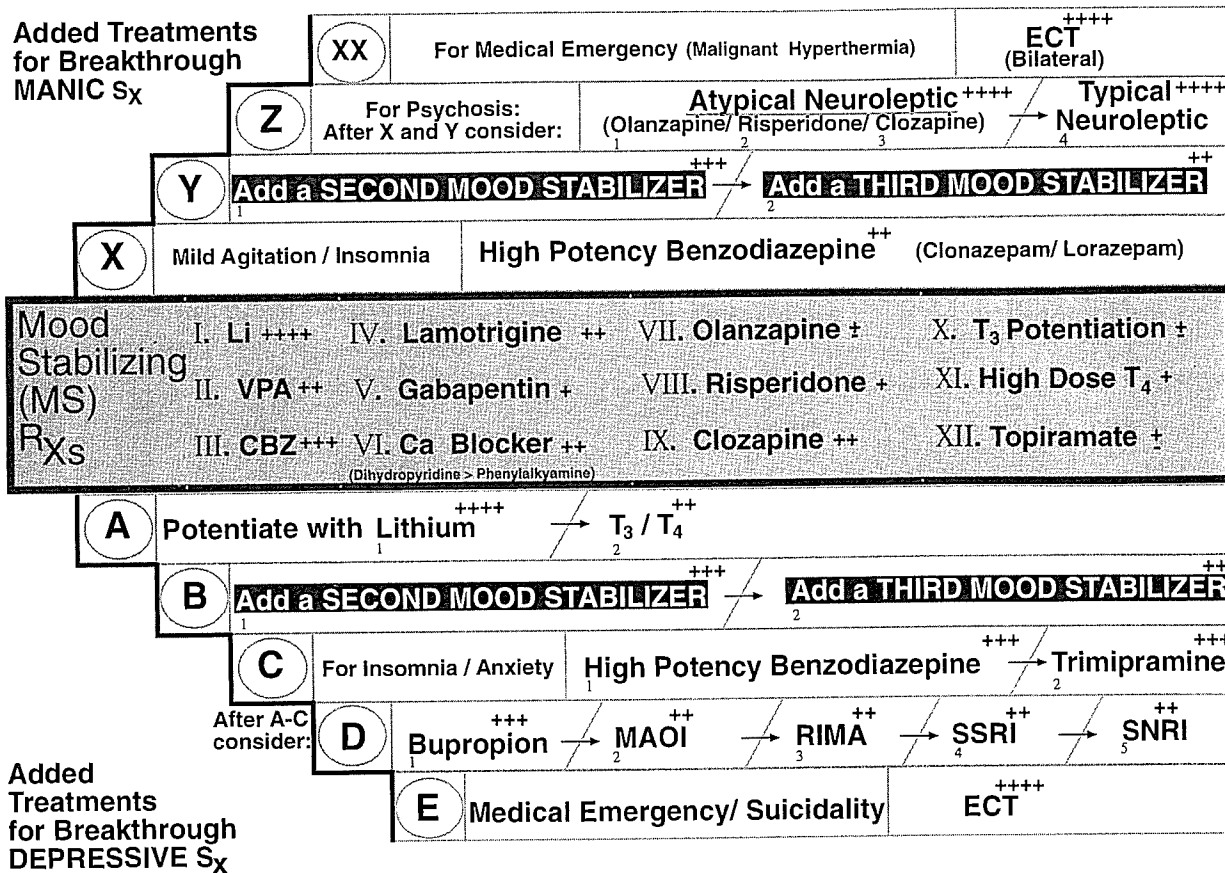 Added Treatments
for Breakthrough
MANIC Sx
XX For Medical Emergency (Malignant Hyperthermia) ECT++++
(Bilateral)
Z For Psychosis:
After X and Y consider:
Atypical Neuroleptic++++ → Typical++++
(Olanzapine/ Risperidone/ Clozapine) Neuroleptic
1 2 3 4
Y Add a SECOND MOOD STABILIZER+++ → Add a THIRD MOOD STABILIZER++
1 2
X Mild Agitation / Insomnia High Potency Benzodiazepine++ (Clonazepam/ Lorazepam)
Mood
Stabilizing
(MS)
RXs
I. Li ++++ IV. Lamotrigine ++ VII. Olanzapine ± X. T3 Potentiation ±
II. VPA ++ V. Gabapentin + VIII. Risperidone + XI. High Dose T4 +
III. CBZ +++ VI. Ca Blocker ++ IX. Clozapine ++ XII. Topiramate ±
(Dihydropyridine > Phenylalkyamine)
A Potentiate with Lithium++++ → T3 / T4++
1 2
B Add a SECOND MOOD STABILIZER+++ → Add a THIRD MOOD STABILIZER++
1 2
C For Insomnia / Anxiety High Potency Benzodiazepine+++ → Trimipramine+++
1 2
After A-C
consider:
D Bupropion+++ → MAOI++ → RIMA++ → SSRI++ → SNRI++
1 2 3 4 5
E Medical Emergency/ Suicidality ECT++++
Added
Treatments
for Breakthrough
DEPRESSIVE Sx